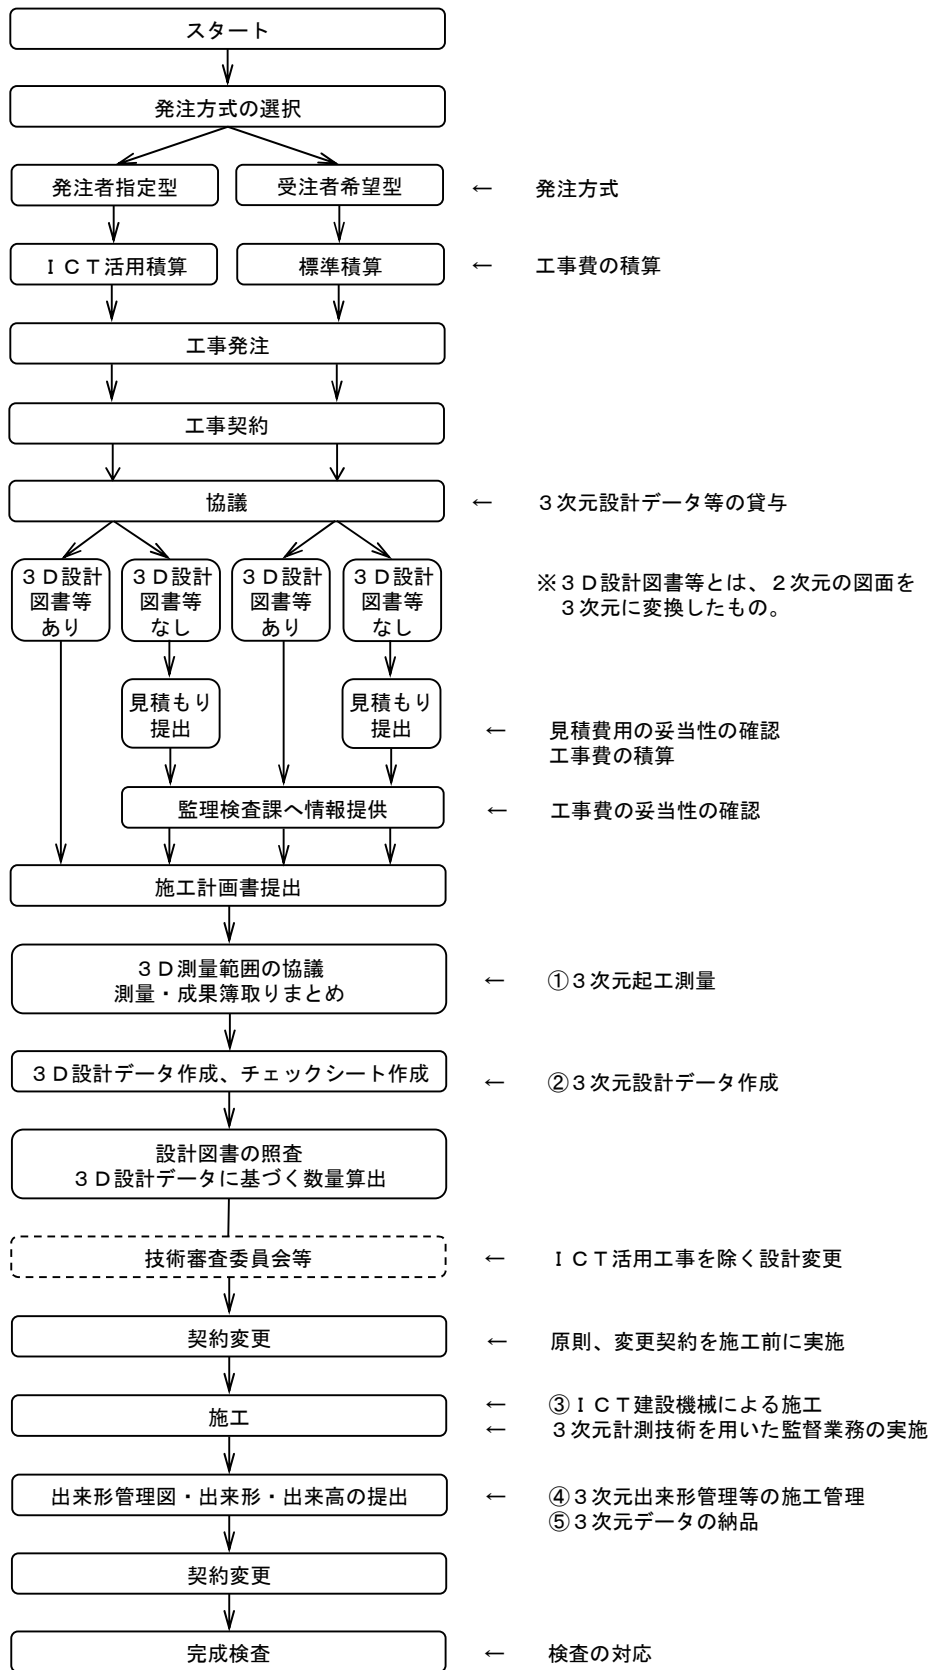 スタート
発注方式の選択
発注者指定型
受注者希望型
← 発注方式
ＩＣＴ活用積算
標準積算
← 工事費の積算
工事発注
工事契約
協議
← ３次元設計データ等の貸与
３Ｄ設計
図書等
あり
３Ｄ設計
図書等
なし
３Ｄ設計
図書等
あり
３Ｄ設計
図書等
なし
※３Ｄ設計図書等とは、２次元の図面を
３次元に変換したもの。
見積もり
提出
見積もり
提出
← 見積費用の妥当性の確認
工事費の積算
監理検査課へ情報提供
← 工事費の妥当性の確認
施工計画書提出
３Ｄ測量範囲の協議
測量・成果簿取りまとめ
← ①３次元起工測量
３Ｄ設計データ作成、チェックシート作成
← ②３次元設計データ作成
設計図書の照査
３Ｄ設計データに基づく数量算出
技術審査委員会等
← ＩＣＴ活用工事を除く設計変更
契約変更
← 原則、変更契約を施工前に実施
施工
← ③ＩＣＴ建設機械による施工
← ３次元計測技術を用いた監督業務の実施
出来形管理図・出来形・出来高の提出
← ④３次元出来形管理等の施工管理
⑤３次元データの納品
契約変更
完成検査
← 検査の対応